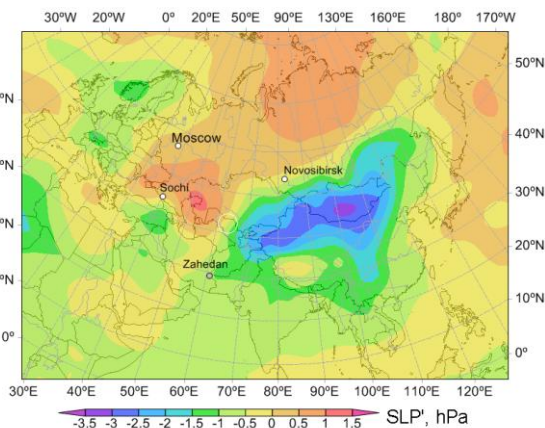 30ºW 20ºW 0º 20ºE 50ºE 90ºE 130ºE 160ºE 180º 170ºW
50ºN
ºN
Moscow
40ºN
Novosibirsk
ºN
Sochi
30ºN
ºN
20ºN
Zahedan
ºN
10ºN
0º
0º
30ºE 40ºE 50ºE 60ºE 70ºE 80ºE 90ºE 100ºE 110ºE 120ºE
-3.5 -3 -2.5 -2 -1.5 -1 -0.5 0 0.5 1 1.5 SLP', hPa